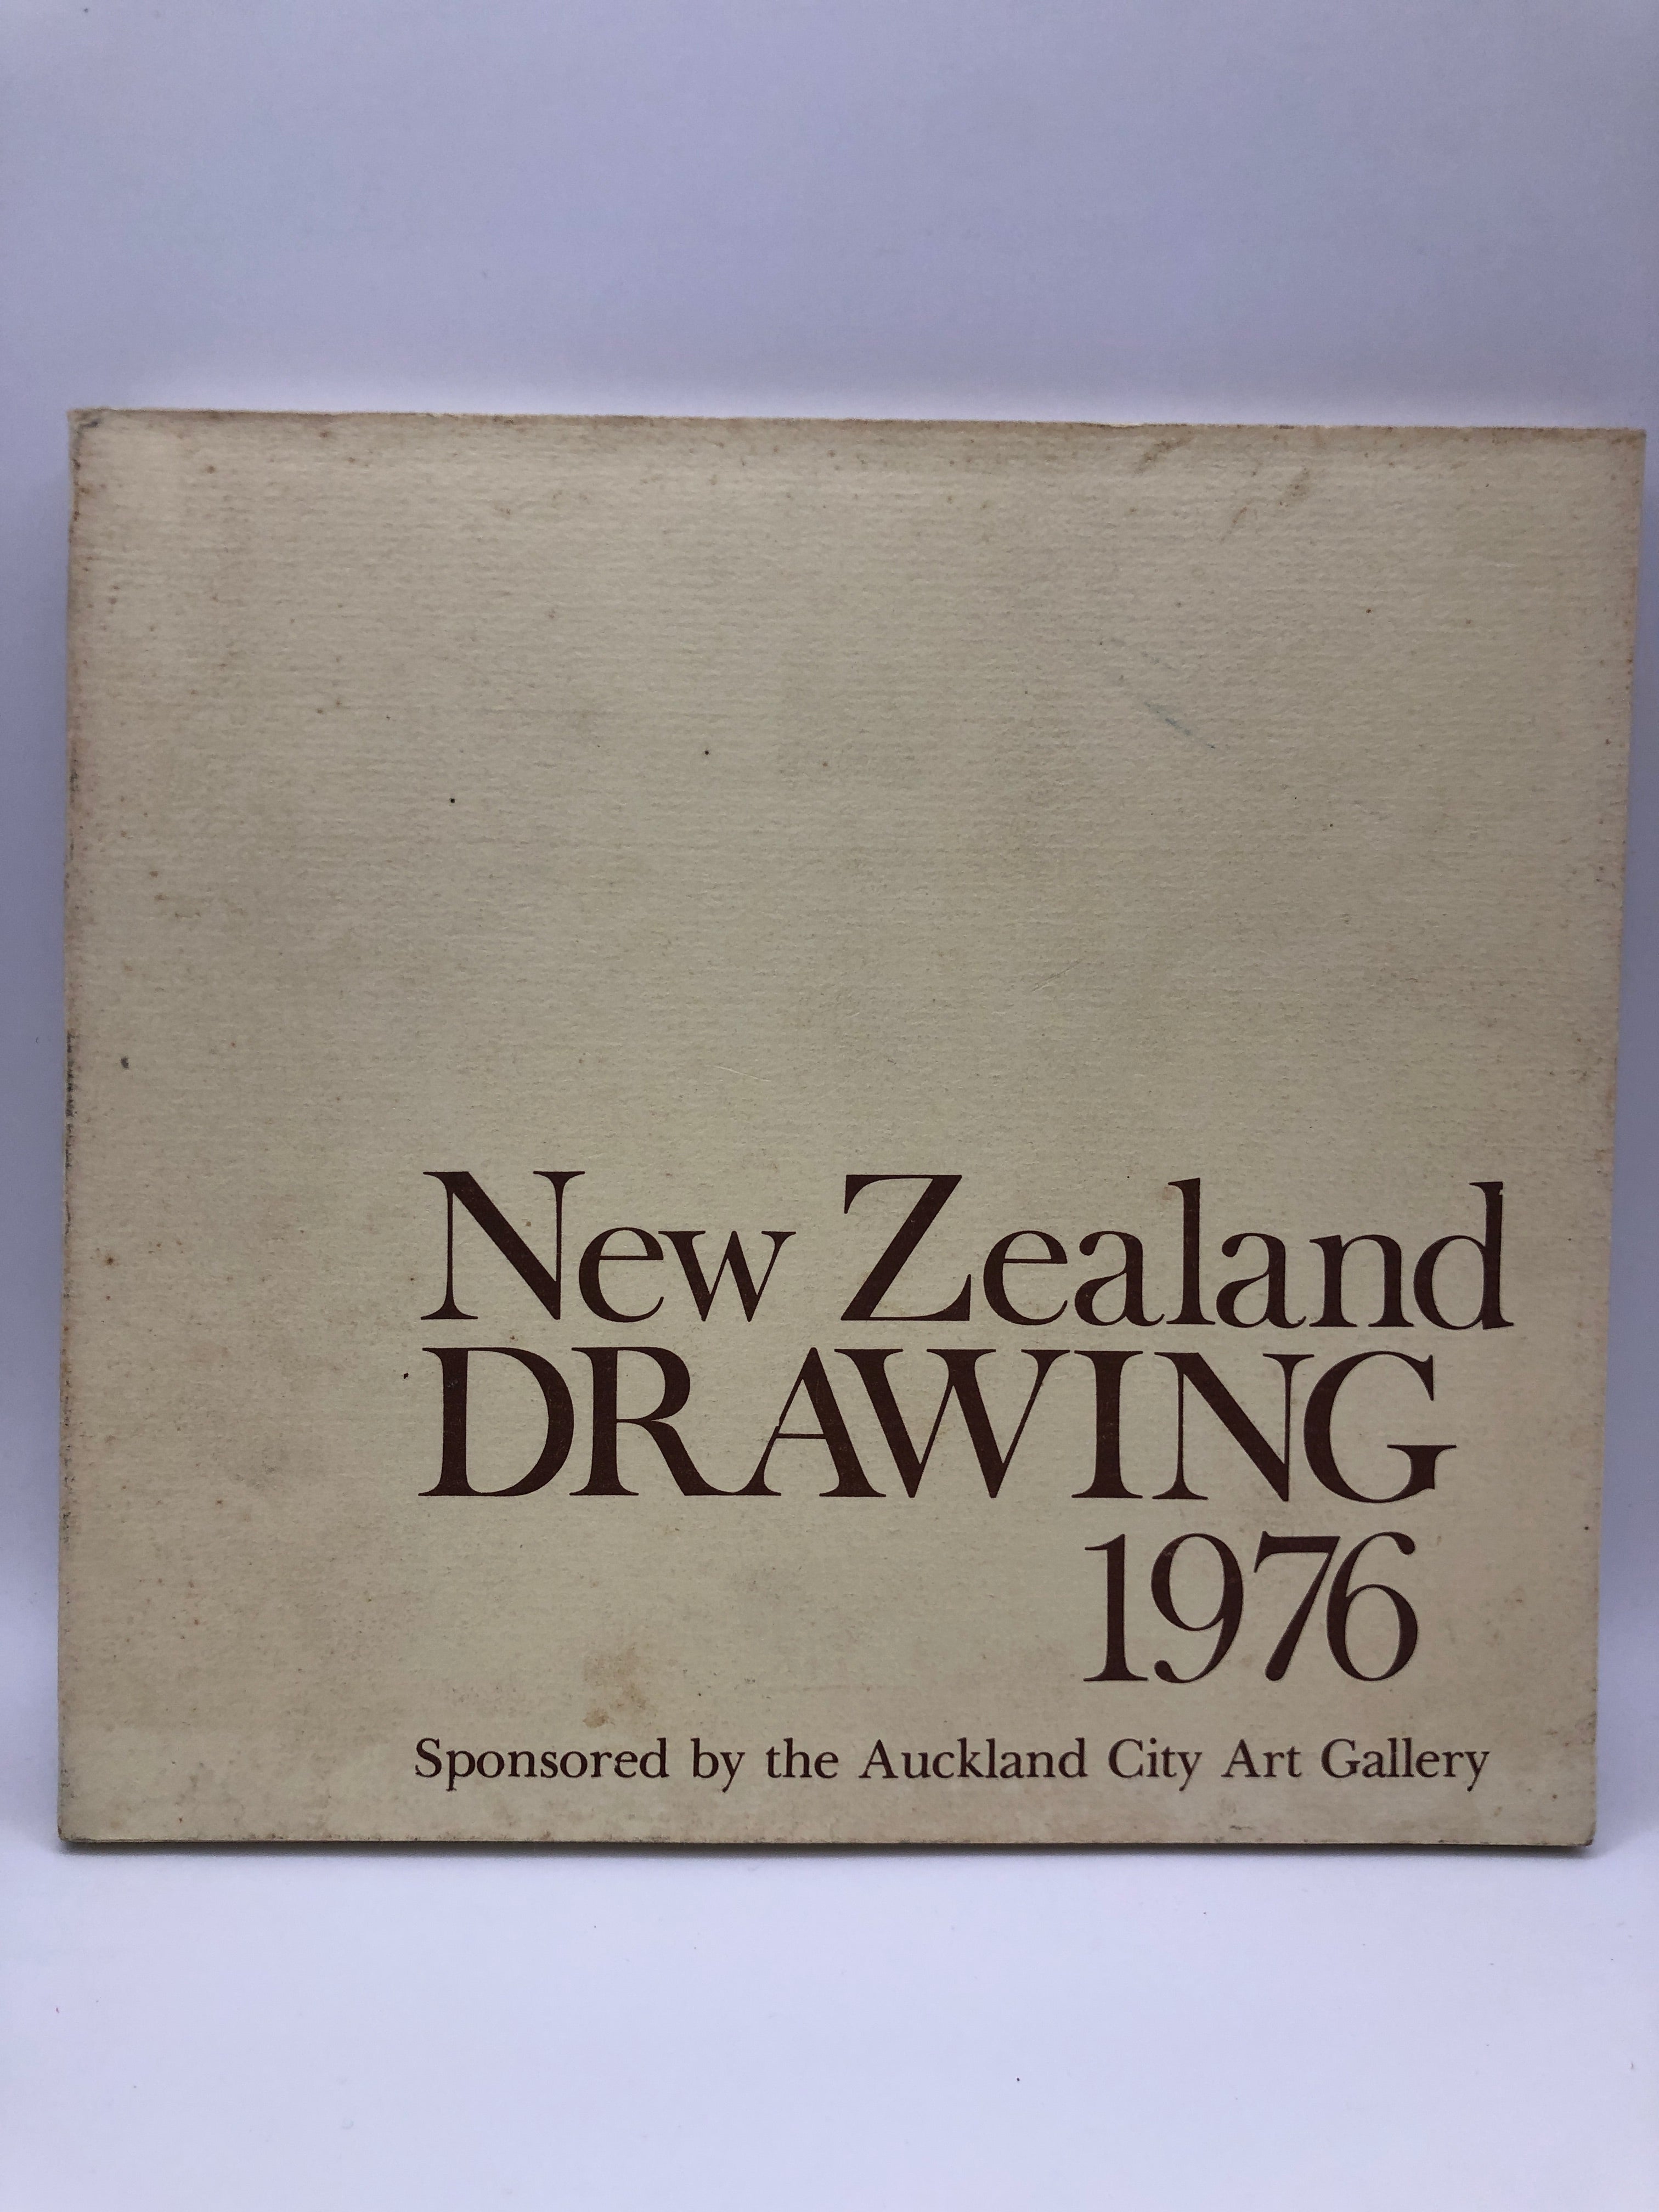 New Zealand
DRAWING
1976
Sponsored by the Auckland City Art Gallery